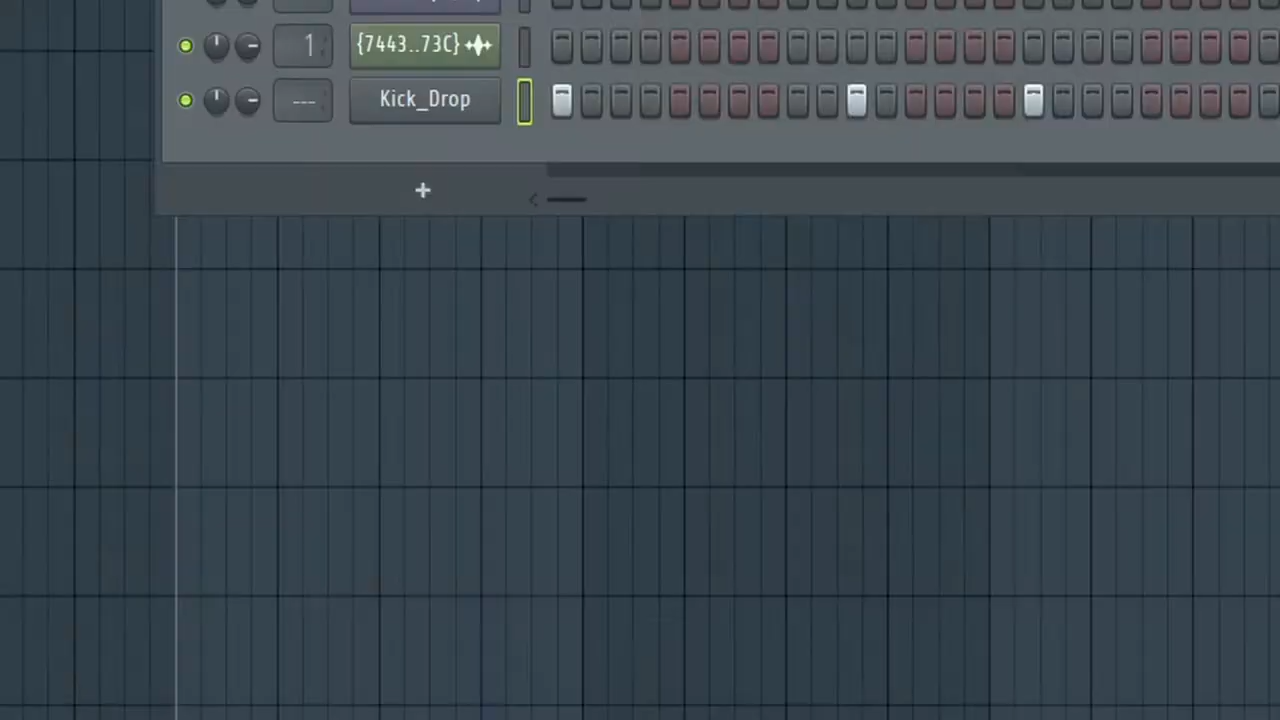 1 {7443..73C}
--- Kick_Drop
+